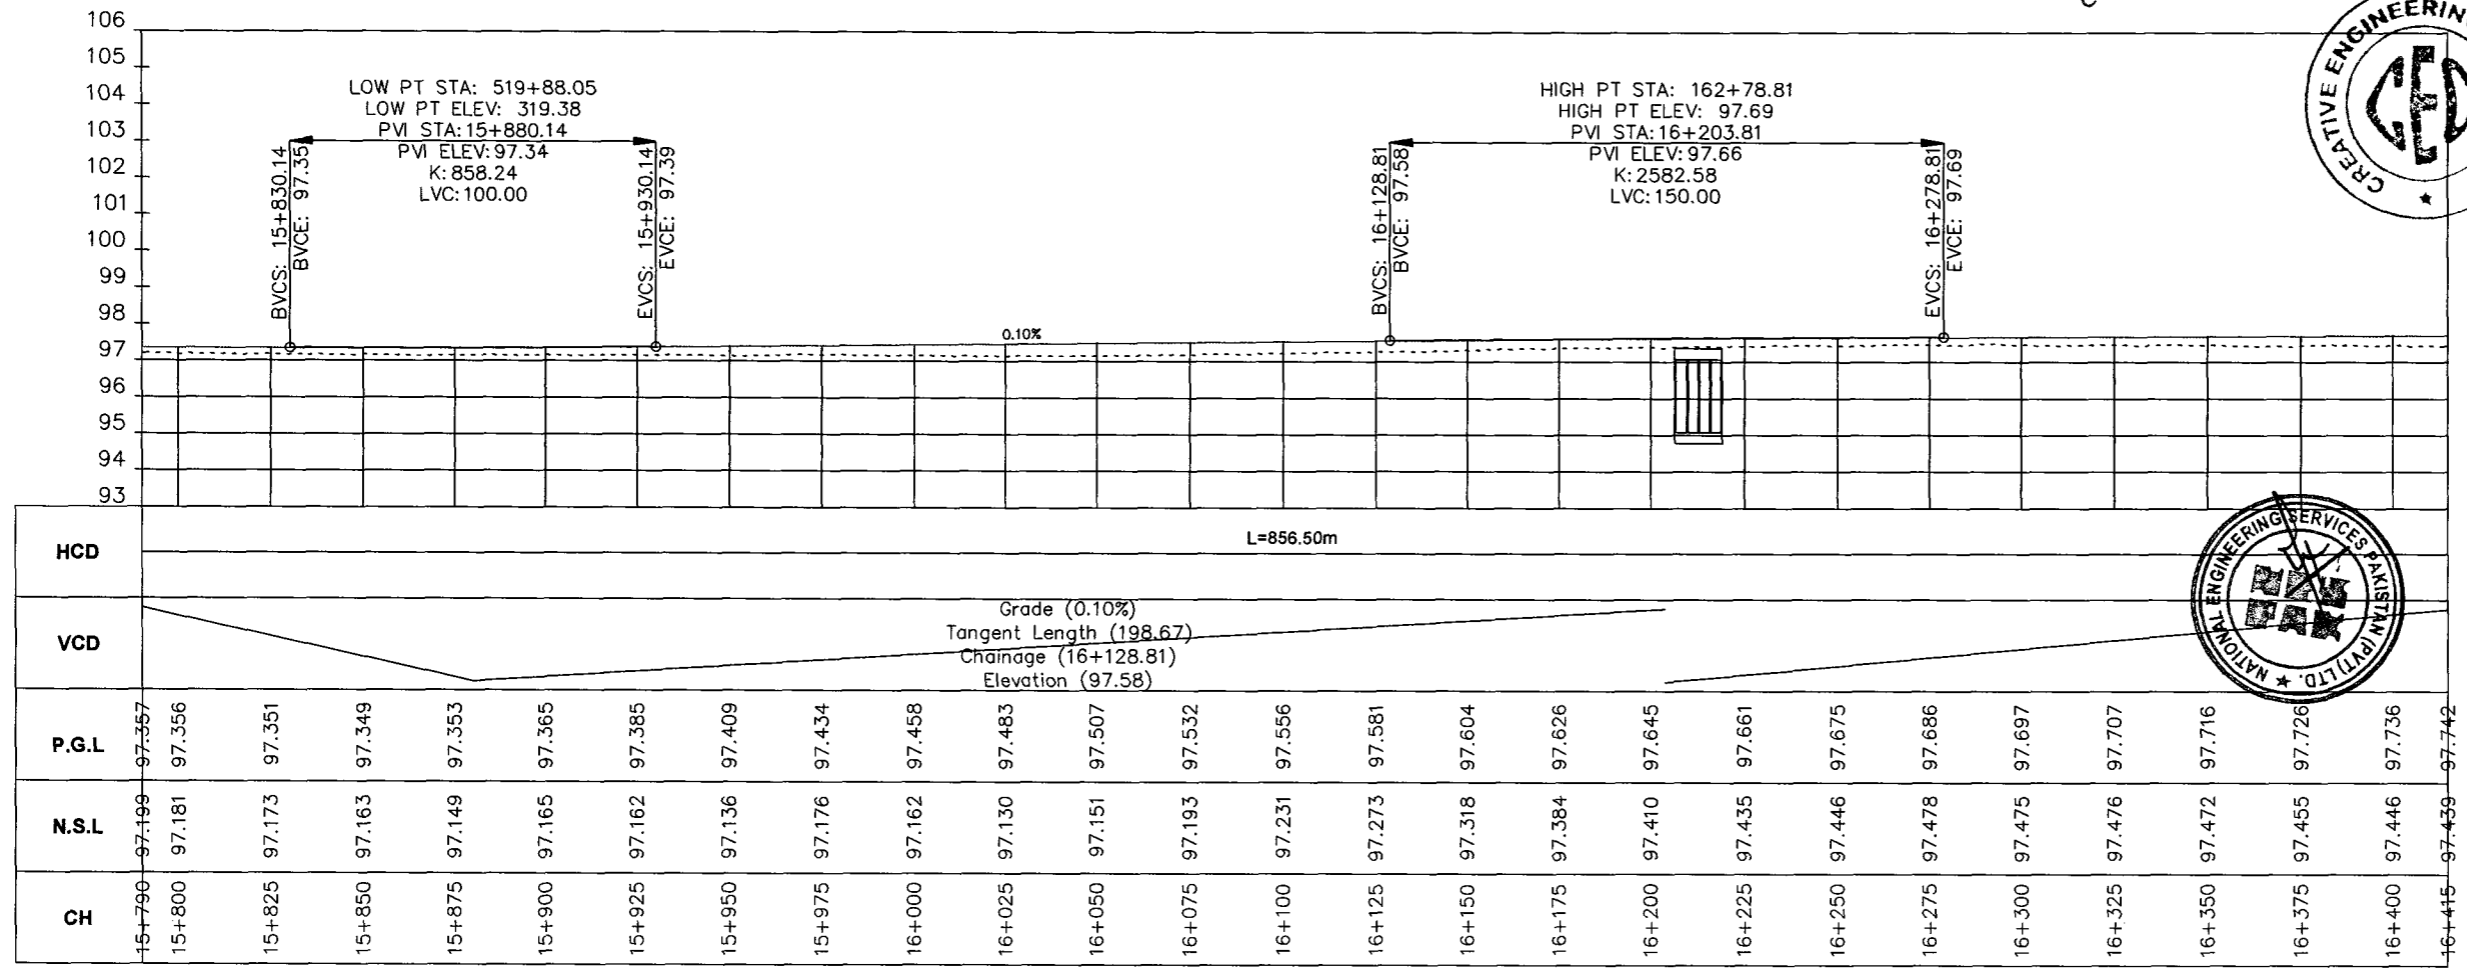 106
105
104
103
102
101
100
99
98
97
96
95
94
93
LOW PT STA: 519+88.05
LOW PT ELEV: 319.38
PVI STA:15+880.14
PVI ELEV:97.34
K:858.24
LVC:100.00
BVCS: 15+830.14
BVCE: 97.35
EVCS: 15+930.14
EVCE: 97.39
HIGH PT STA: 162+78.81
HIGH PT ELEV: 97.69
PVI STA:16+203.81
PVI ELEV:97.66
K:2582.58
LVC:150.00
BVCS: 16+128.81
BVCE: 97.58
EVCS: 16+278.81
EVCE: 97.69
CREATIVE ENGINEERING
0.10%
HCD
L=856.50m
VCD
Grade (0.10%)
Tangent Length (198.67)
Chainage (16+128.81)
Elevation (97.58)
NATIONAL ENGINEERING SERVICES PAKISTAN (PVT) LTD.
P.G.L 97.357 97.356 97.351 97.349 97.353 97.365 97.385 97.409 97.434 97.458 97.483 97.507 97.532 97.556 97.581 97.604 97.626 97.645 97.661 97.675 97.686 97.697 97.707 97.716 97.726 97.736 97.742
N.S.L 97.199 97.181 97.173 97.163 97.149 97.165 97.162 97.136 97.176 97.162 97.130 97.151 97.193 97.231 97.273 97.318 97.384 97.410 97.435 97.446 97.478 97.475 97.476 97.472 97.455 97.446 97.439
CH 15+790 15+800 15+825 15+850 15+875 15+900 15+925 15+950 15+975 16+000 16+025 16+050 16+075 16+100 16+125 16+150 16+175 16+200 16+225 16+250 16+275 16+300 16+325 16+350 16+375 16+400 16+415